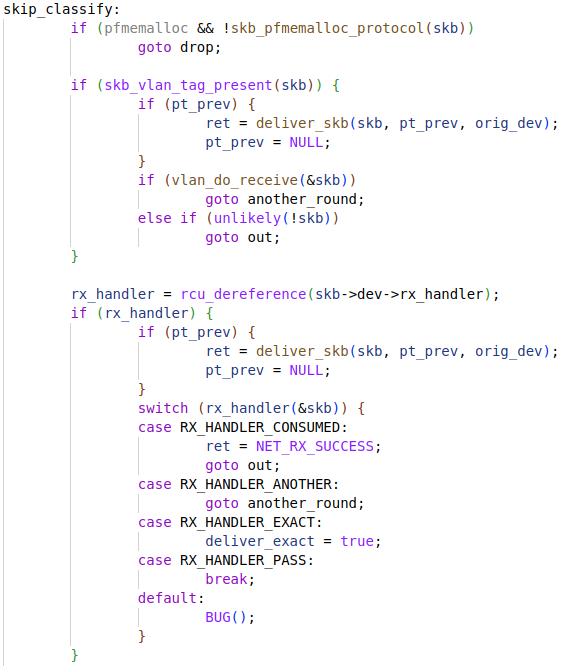 skip_classify:
if (pfmemalloc && !skb_pfmemalloc_protocol(skb))
goto drop;
if (skb_vlan_tag_present(skb)) {
if (pt_prev) {
ret = deliver_skb(skb, pt_prev, orig_dev);
pt_prev = NULL;
}
if (vlan_do_receive(&skb))
goto another_round;
else if (unlikely(!skb))
goto out;
}
rx_handler = rcu_dereference(skb->dev->rx_handler);
if (rx_handler) {
if (pt_prev) {
ret = deliver_skb(skb, pt_prev, orig_dev);
pt_prev = NULL;
}
switch (rx_handler(&skb)) {
case RX_HANDLER_CONSUMED:
ret = NET_RX_SUCCESS;
goto out;
case RX_HANDLER_ANOTHER:
goto another_round;
case RX_HANDLER_EXACT:
deliver_exact = true;
case RX_HANDLER_PASS:
break;
default:
BUG();
}
}